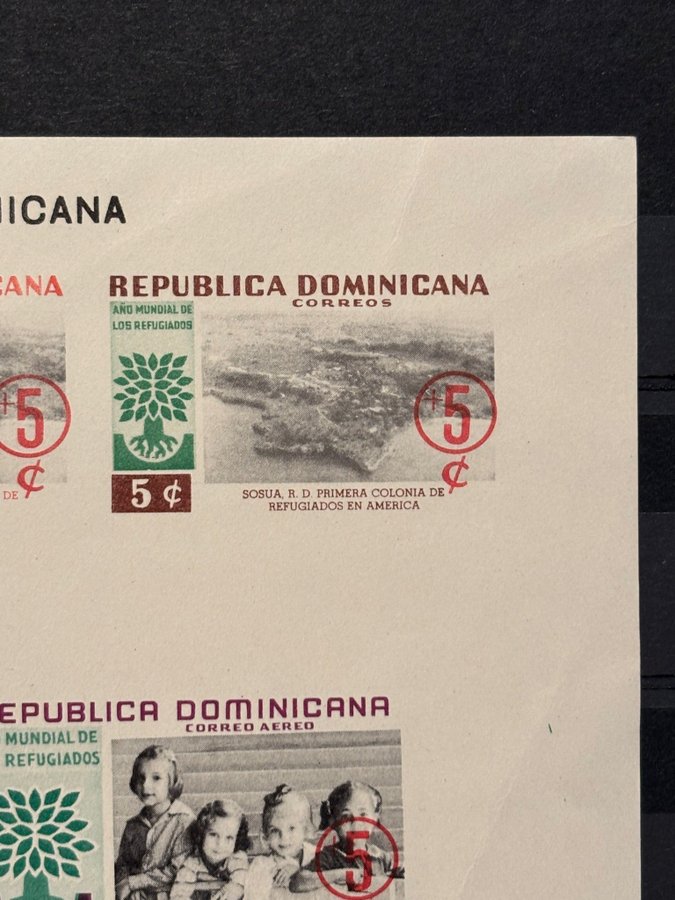 NICANA
CANA
DE
+5
¢
REPUBLICA DOMINICANA
CORREOS
AÑO MUNDIAL DE
LOS REFUGIADOS
5 ¢
+5
¢
SOSUA, R. D. PRIMERA COLONIA DE
REFUGIADOS EN AMERICA
EPUBLICA DOMINICANA
CORREO AEREO
MUNDIAL DE
REFUGIADOS
+5